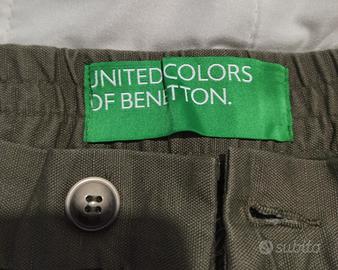 UNITED COLORS
OF BENETTON.
subito